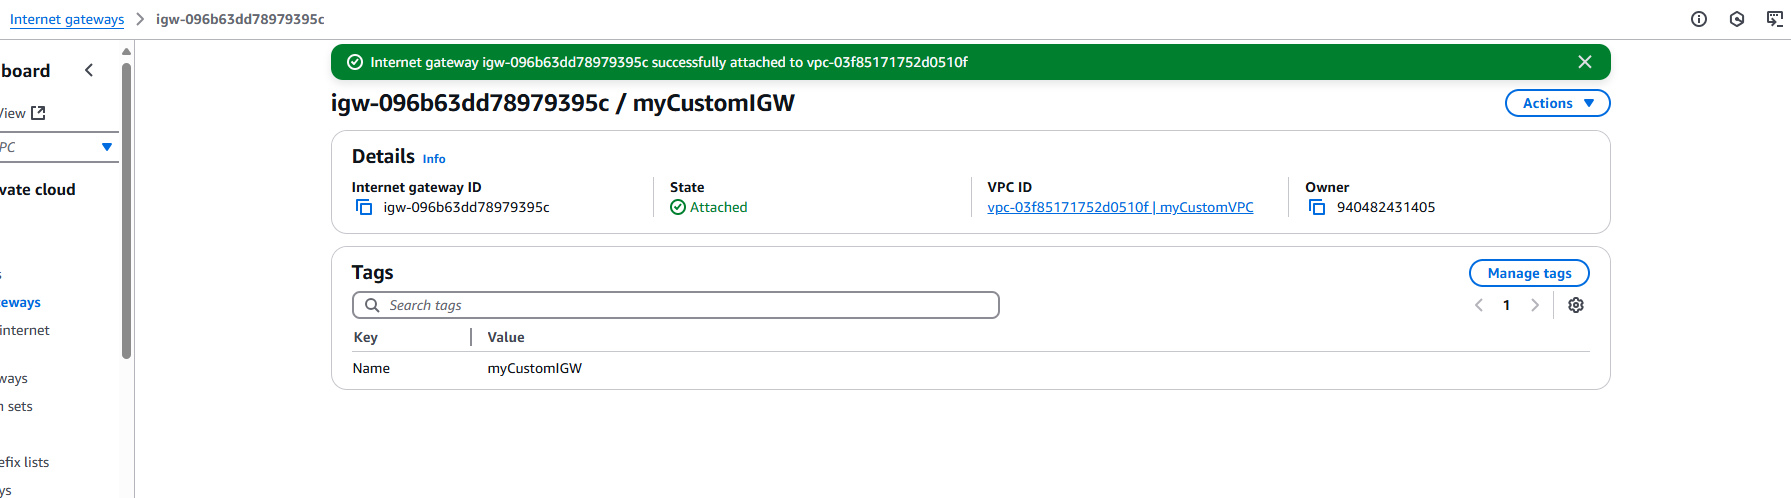 Internet gateways > igw-096b63dd78979395c
board
View
PC
vate cloud
s
eways
internet
ways
n sets
efix lists
ys
Internet gateway igw-096b63dd78979395c successfully attached to vpc-03f85171752d0510f
igw-096b63dd78979395c / myCustomIGW
Actions
Details Info
Internet gateway ID
igw-096b63dd78979395c
State
Attached
VPC ID
vpc-03f85171752d0510f | myCustomVPC
Owner
940482431405
Tags
Manage tags
Search tags
1
Key Value
Name myCustomIGW